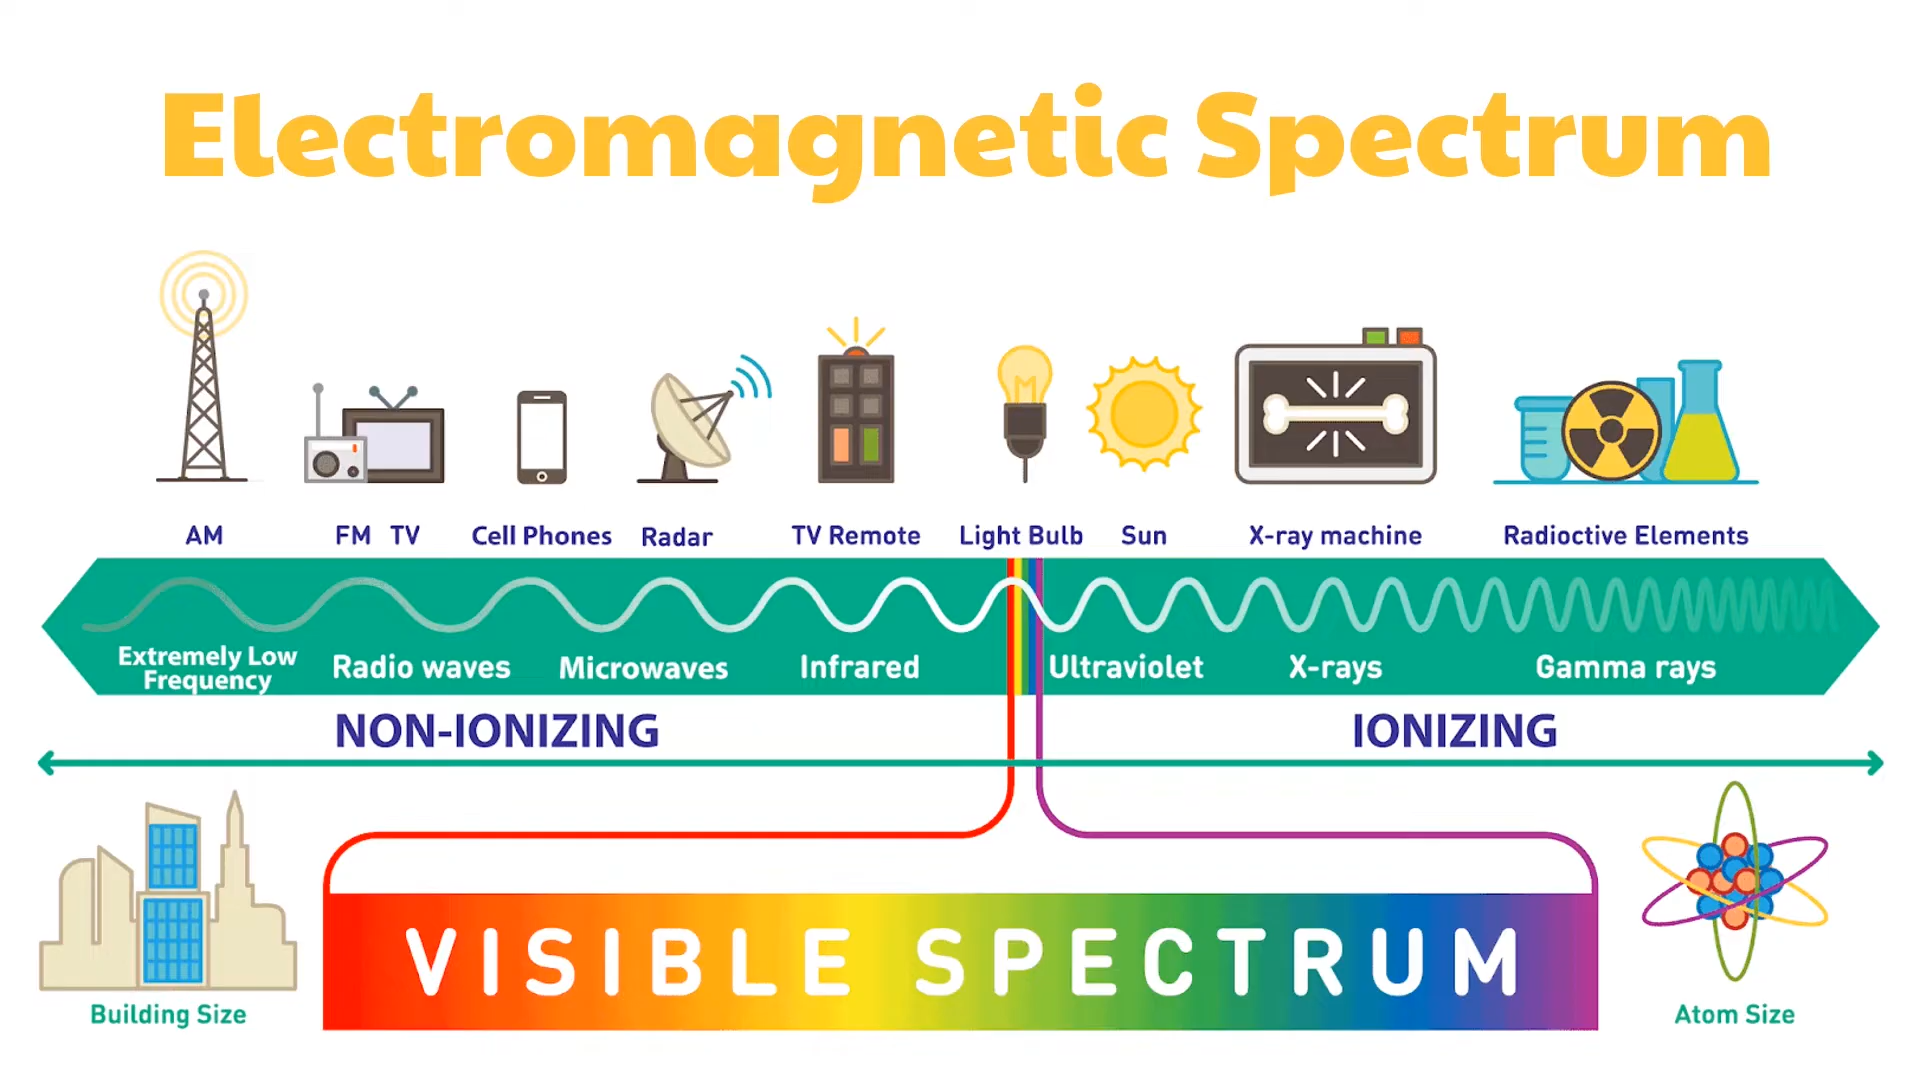 Electromagnetic Spectrum
AM
FM TV
Cell Phones
Radar
TV Remote
Light Bulb
Sun
X-ray machine
Radioctive Elements
Extremely Low
Frequency
Radio waves
Microwaves
Infrared
Ultraviolet
X-rays
Gamma rays
NON-IONIZING
IONIZING
VISIBLE SPECTRUM
Building Size
Atom Size